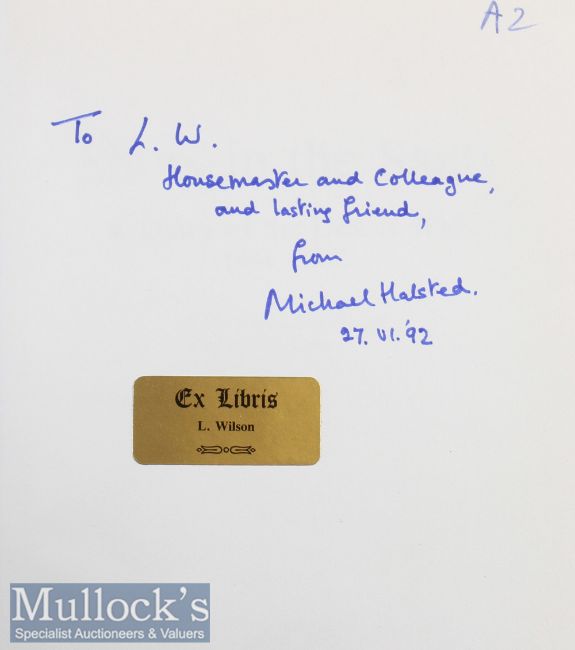 A2
To L. W.
Housemaster and Colleague,
and lasting friend,
from
Michael Halsted.
27. VI. '92
Ex Libris
L. Wilson
Mullock's
Specialist Auctioneers & Valuers